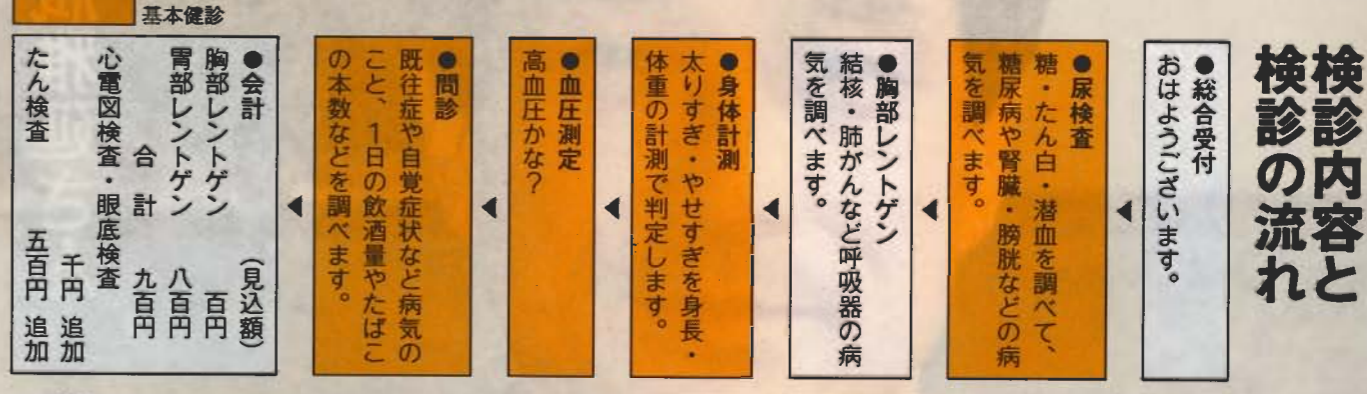 検診内容と
検診の流れ
●総合受付
おはようございます。
●尿検査
糖・たん白・潜血を調べて、
糖尿病や腎臓・膀胱などの病
気を調べます。
●胸部レントゲン
結核・肺がんなど呼吸器の病
気を調べます。
●身体計測
太りすぎ・やせすぎを身長・
体重の計測で判定します。
●血圧測定
高血圧かな？
●問診
既往症や自覚症状など病気の
こと、1日の飲酒量やたばこ
の本数などを調べます。
●会計　（見込額）
胸部レントゲン　百円
胃部レントゲン　八百円
合　計　九百円
心電図検査・眼底検査
千円　追加
たん検査　五百円　追加
基本健診